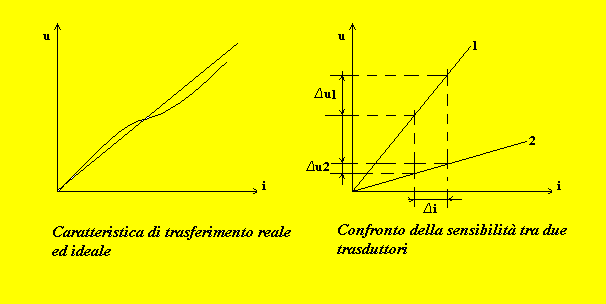 u
i
Caratteristica di trasferimento reale
ed ideale
u
1
Δu1
2
Δu2
i
Δi
Confronto della sensibilità tra due
trasduttori